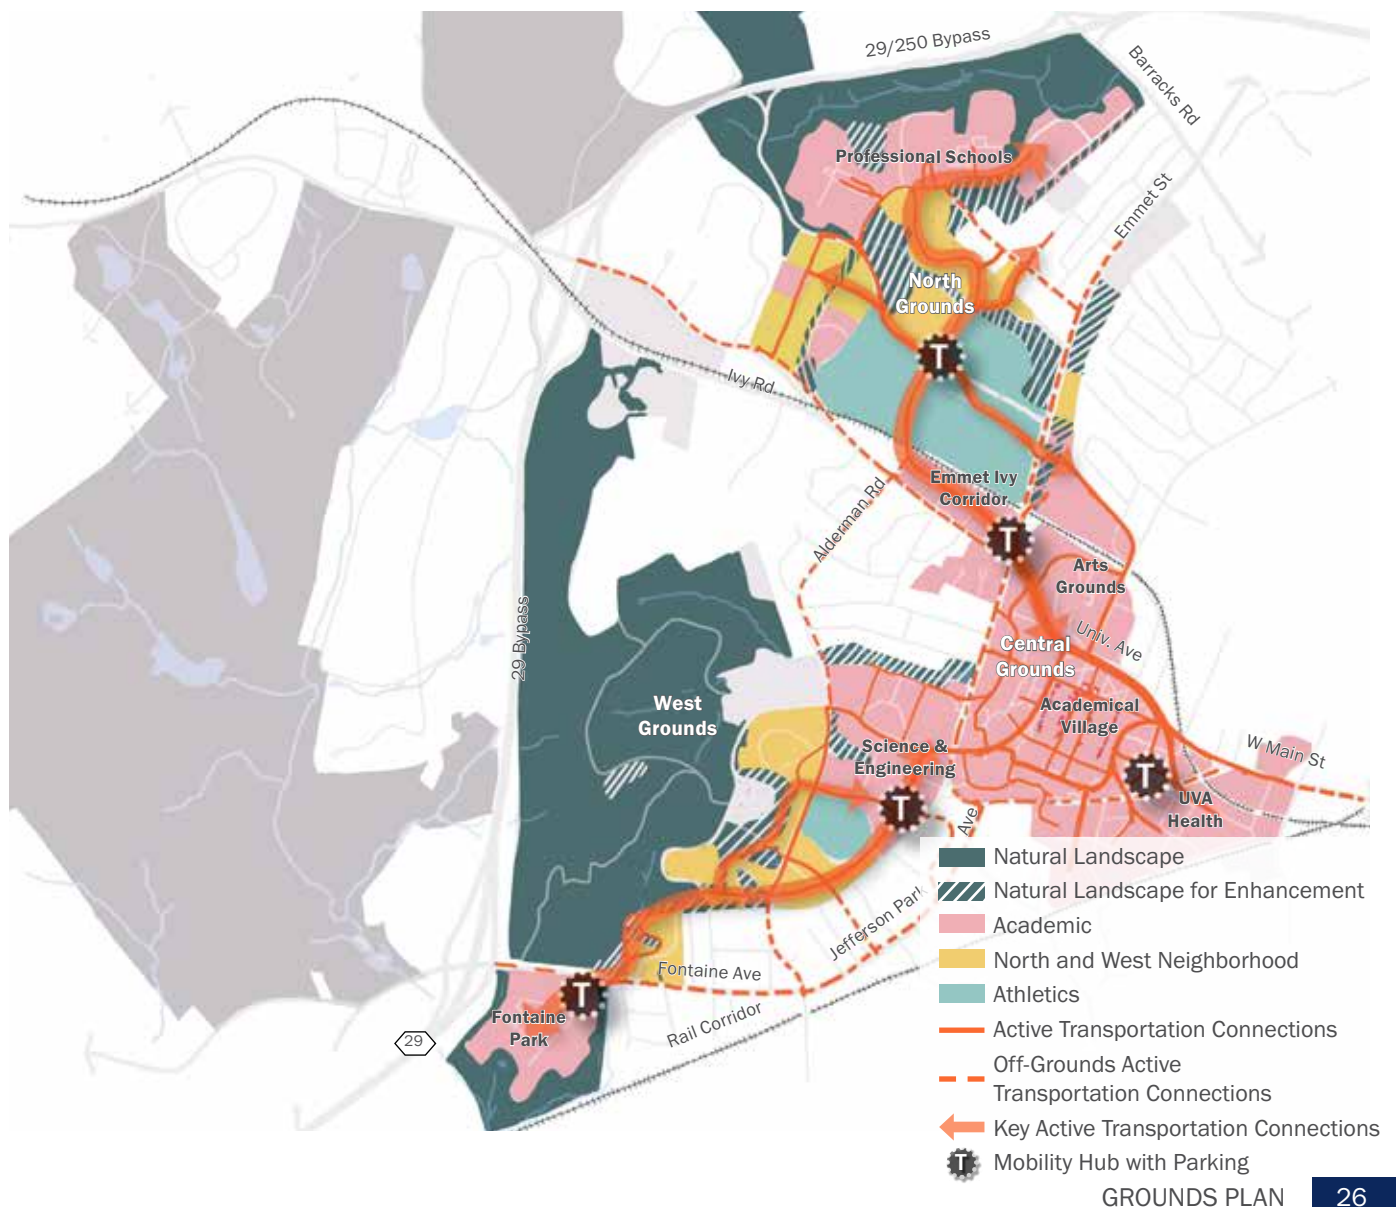 29/250 Bypass
Barracks Rd
Professional Schools
Emmet St
North
Grounds
T
Ivy Rd
Emmet Ivy
Corridor
Alderman Rd
T
Arts
Grounds
29 Bypass
Univ. Ave
Central
Grounds
West
Grounds
Academical
Village
Science &
Engineering
W Main St
T
UVA
Health
T
Ave
Jefferson Park
Fontaine Ave
T
Fontaine
Park
Rail Corridor
29
Natural Landscape
Natural Landscape for Enhancement
Academic
North and West Neighborhood
Athletics
Active Transportation Connections
Off-Grounds Active
Transportation Connections
Key Active Transportation Connections
T
Mobility Hub with Parking
GROUNDS PLAN 26